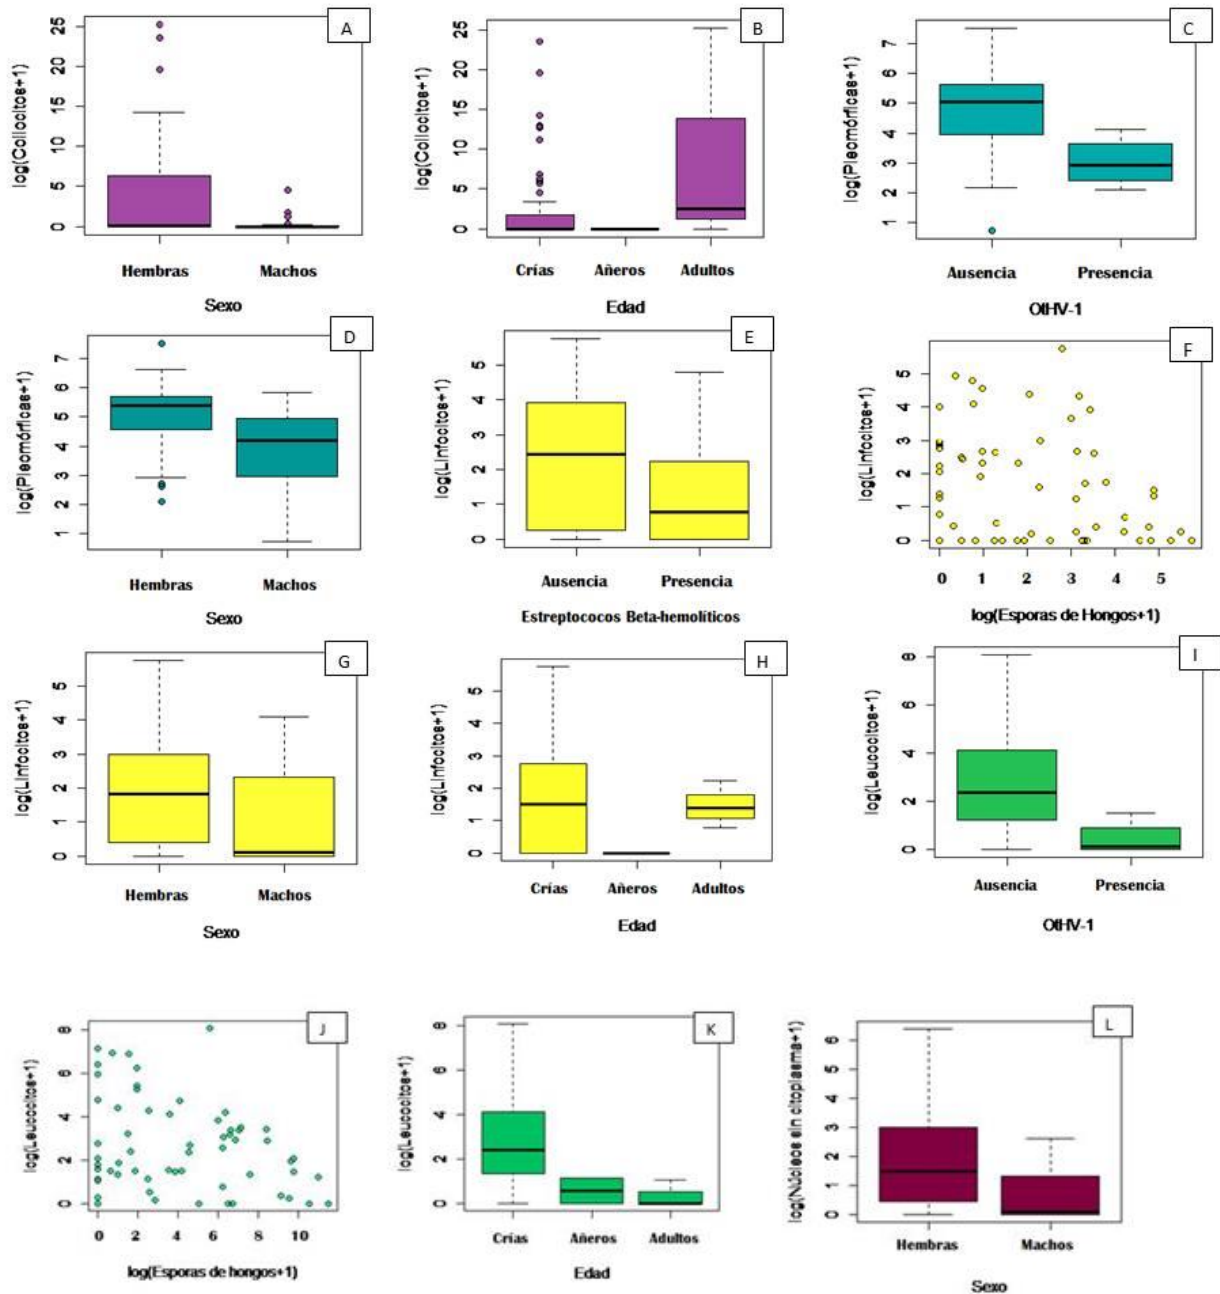 A
log(Coilocitos+1)
25
20
15
10
5
0
Hembras Machos
Sexo
B
log(Coilocitos+1)
25
20
15
10
5
0
Crías Añeros Adultos
Edad
C
log(Pleomórficas+1)
7
6
5
4
3
2
1
Ausencia Presencia
OtHV-1
D
log(Pleomórficas+1)
7
6
5
4
3
2
1
Hembras Machos
Sexo
E
log(Linfocitos+1)
5
4
3
2
1
0
Ausencia Presencia
Estreptococos Beta-hemolíticos
F
log(Linfocitos+1)
5
4
3
2
1
0
0 1 2 3 4 5
log(Esporas de Hongos+1)
G
log(Linfocitos+1)
5
4
3
2
1
0
Hembras Machos
Sexo
H
log(Linfocitos+1)
5
4
3
2
1
0
Crías Añeros Adultos
Edad
I
log(Leucocitos+1)
8
6
4
2
0
Ausencia Presencia
OtHV-1
J
log(Leucocitos+1)
8
6
4
2
0
0 2 4 6 8 10
log(Esporas de hongos+1)
K
log(Leucocitos+1)
8
6
4
2
0
Crías Añeros Adultos
Edad
L
log(Núcleos sin citoplasma+1)
6
5
4
3
2
1
0
Hembras Machos
Sexo